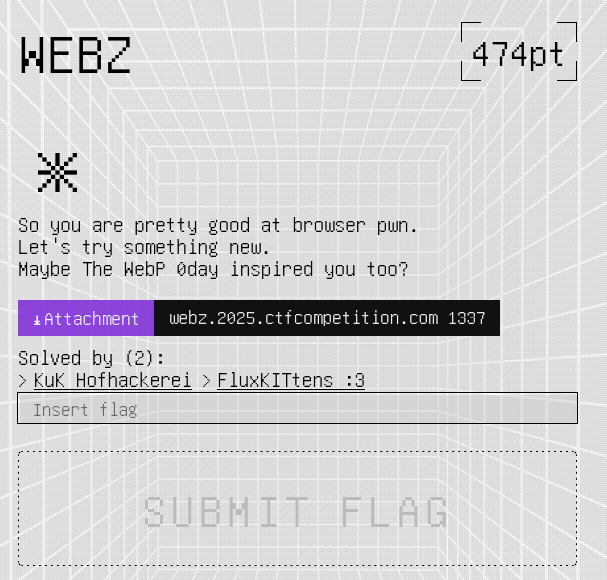 WEBZ
474pt
So you are pretty good at browser pwn.
Let's try something new.
Maybe The WebP 0day inspired you too?
Attachment webz.2025.ctfcompetition.com 1337
Solved by (2):
> KuK Hofhackerei > FluxKITtens :3
Insert flag
SUBMIT FLAG